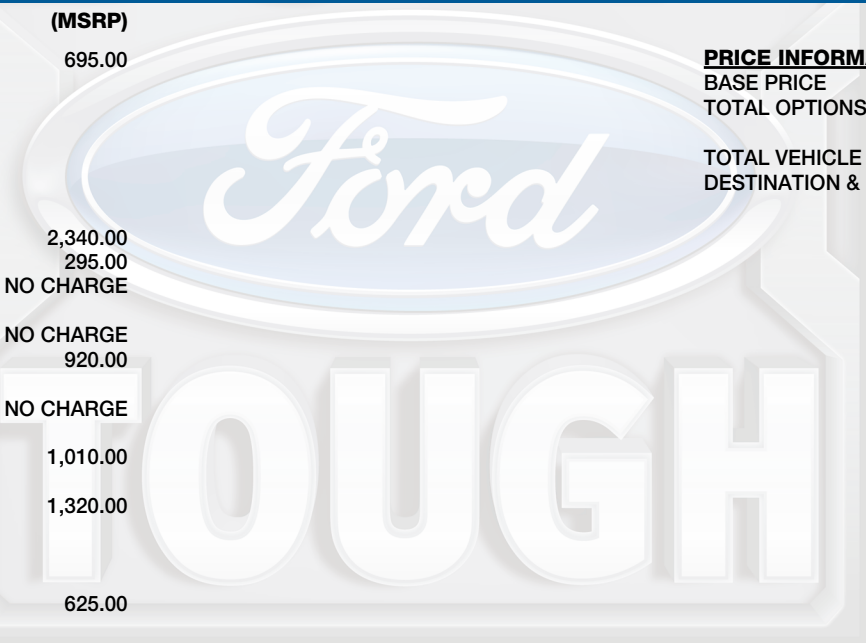 (MSRP)
695.00
2,340.00
295.00
NO CHARGE
NO CHARGE
920.00
NO CHARGE
1,010.00
1,320.00
625.00
PRICE INFORM
BASE PRICE
TOTAL OPTIONS
TOTAL VEHICLE
DESTINATION &
Ford
TOUGH